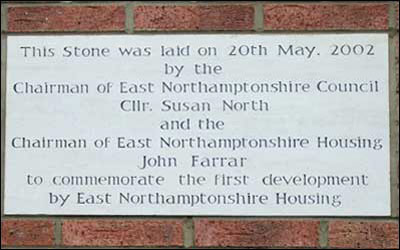 This Stone was laid on 20th May, 2002
by the
Chairman of East Northamptonshire Council
Cllr. Susan North
and the
Chairman of East Northamptonshire Housing
John Farrar
to commemorate the first development
by East Northamptonshire Housing